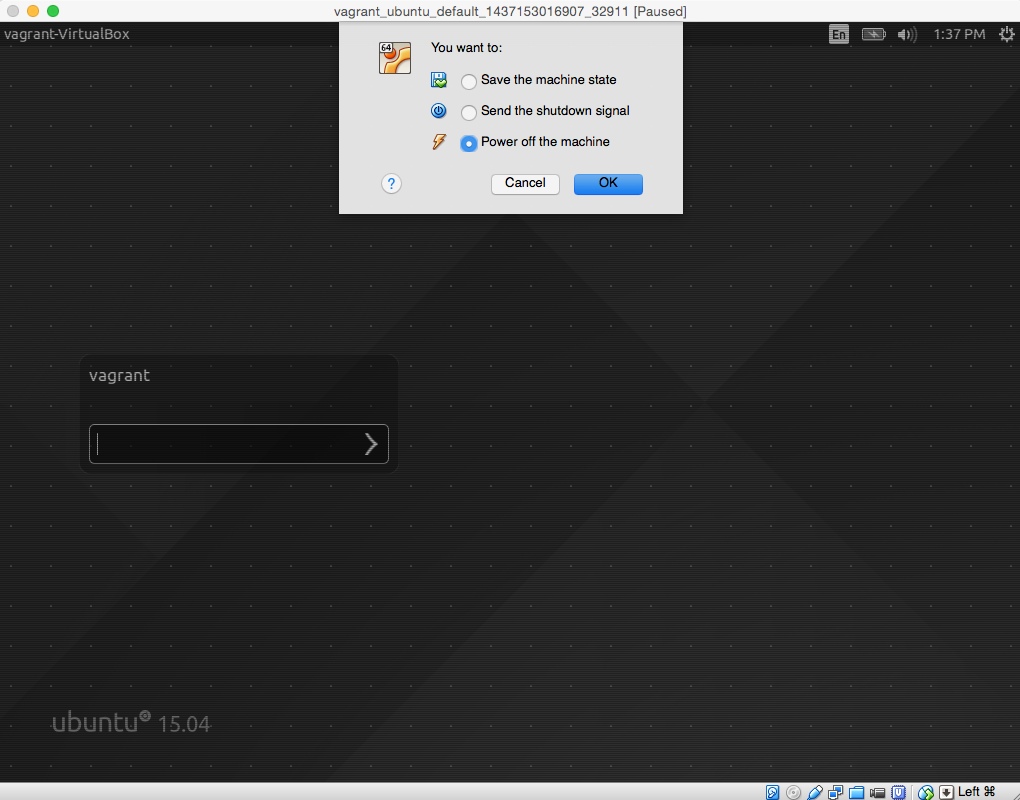 vagrant_ubuntu_default_1437153016907_32911 [Paused]
vagrant-VirtualBox
En
1:37 PM
64
You want to:
Save the machine state
Send the shutdown signal
Power off the machine
?
Cancel
OK
vagrant
ubuntu 15.04
Left ⌘